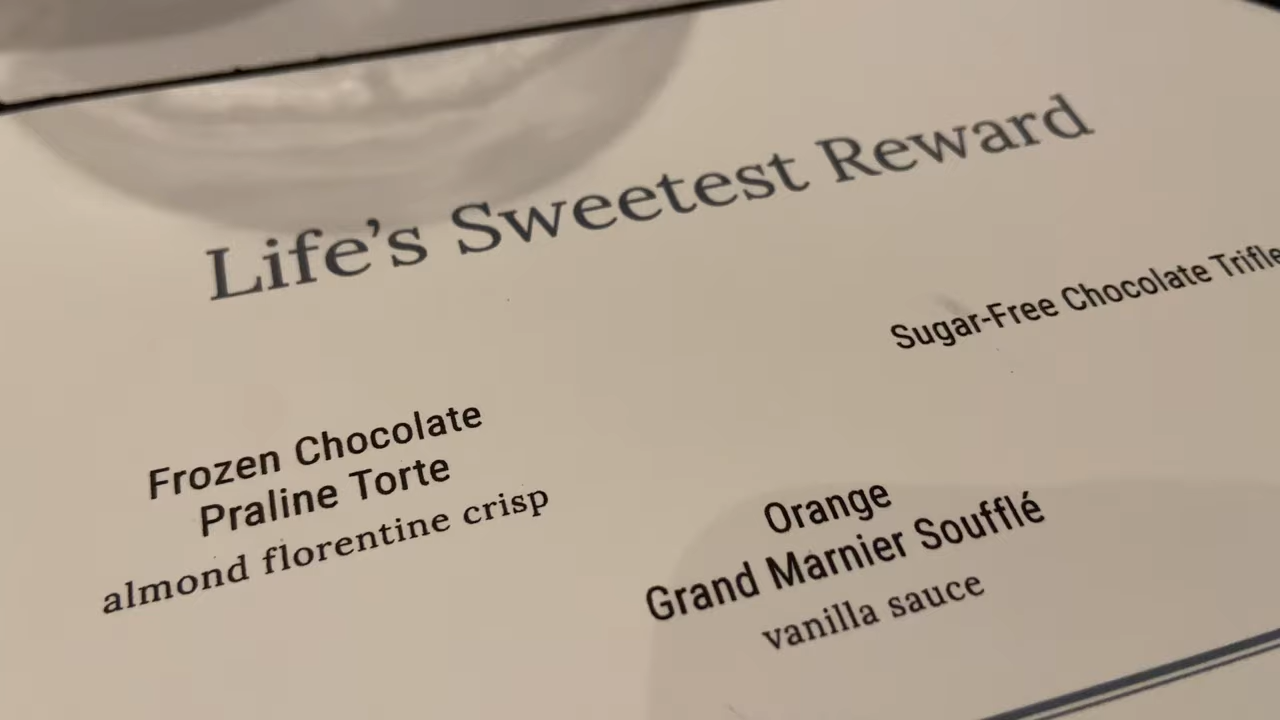 Life's Sweetest Reward
Sugar-Free Chocolate Trifle
Frozen Chocolate
Praline Torte
almond florentine crisp
Orange
Grand Marnier Soufflé
vanilla sauce